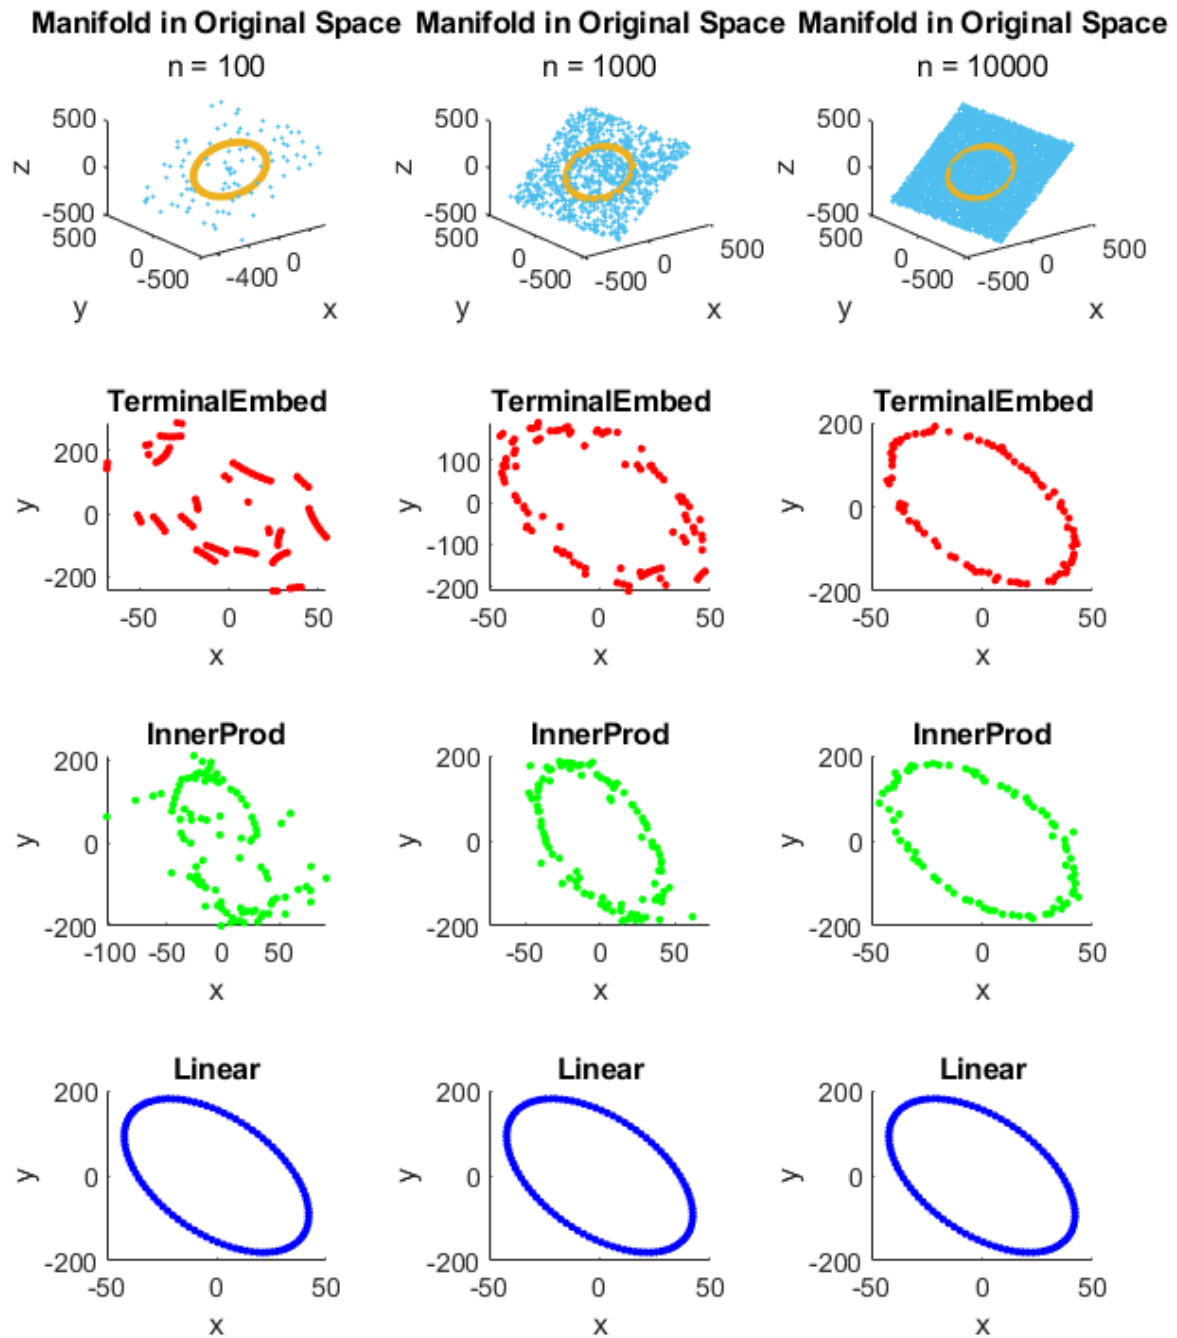 Manifold in Original Space Manifold in Original Space Manifold in Original Space
n = 100 n = 1000 n = 10000
500 500 500
z 0 z 0 z 0
-500 -500 -500
500 500 500
0 0 500 0 500
-500 -400 0 -500 -500 0 -500 -500 0
y x y x y x
TerminalEmbed TerminalEmbed TerminalEmbed
200 100 200
y 0 y 0 y 0
-100
-200 -200 -200
-50 0 50 -50 0 50 -50 0 50
x x x
InnerProd InnerProd InnerProd
200 200 200
y 0 y 0 y 0
-200 -200 -200
-100 -50 0 50 -50 0 50 -50 0 50
x x x
Linear Linear Linear
200 200 200
y 0 y 0 y 0
-200 -200 -200
-50 0 50 -50 0 50 -50 0 50
x x x